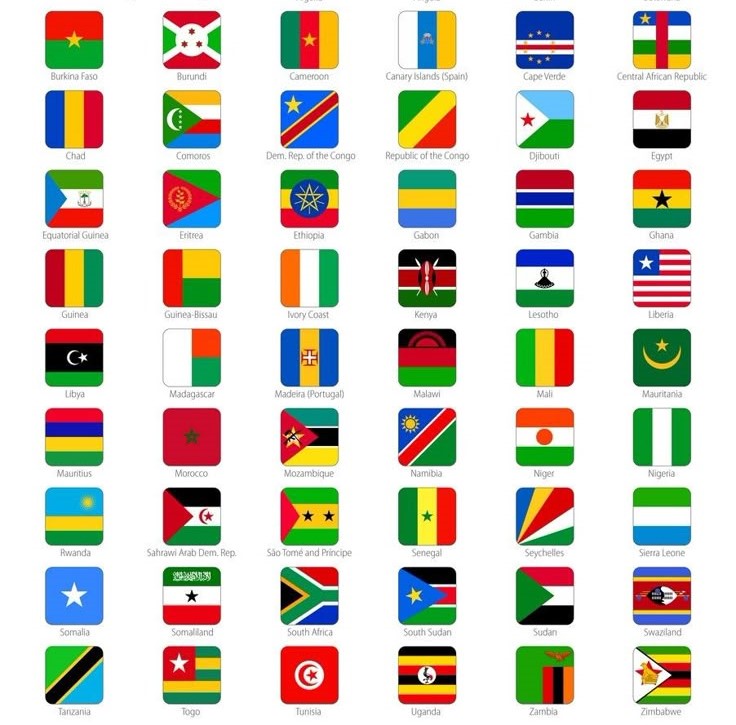 Burkina Faso
Burundi
Cameroon
Canary Islands (Spain)
Cape Verde
Central African Republic
Chad
Comoros
Dem. Rep. of the Congo
Republic of the Congo
Djibouti
Egypt
Equatorial Guinea
Eritrea
Ethiopia
Gabon
Gambia
Ghana
Guinea
Guinea-Bissau
Ivory Coast
Kenya
Lesotho
Liberia
Libya
Madagascar
Madeira (Portugal)
Malawi
Mali
Mauritania
Mauritius
Morocco
Mozambique
Namibia
Niger
Nigeria
Rwanda
Sahrawi Arab Dem. Rep.
São Tomé and Príncipe
Senegal
Seychelles
Sierra Leone
Somalia
Somaliland
South Africa
South Sudan
Sudan
Swaziland
Tanzania
Togo
Tunisia
Uganda
Zambia
Zimbabwe